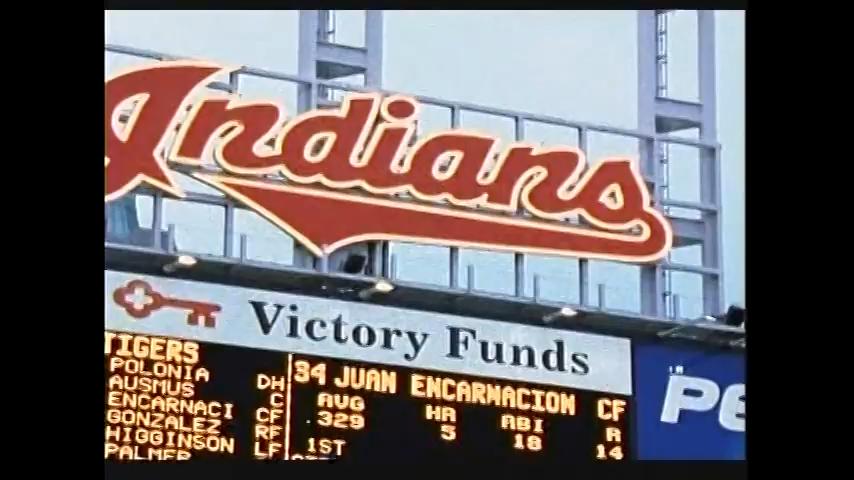 Indians
Victory Funds
TIGERS
POLONIA DH
AUSMUS C
ENCARNACI CF
GONZALEZ RF
HIGGINSON LF
PALMER
34 JUAN ENCARNACION CF
AVG HR RBI R
.329 5 18 14
1ST